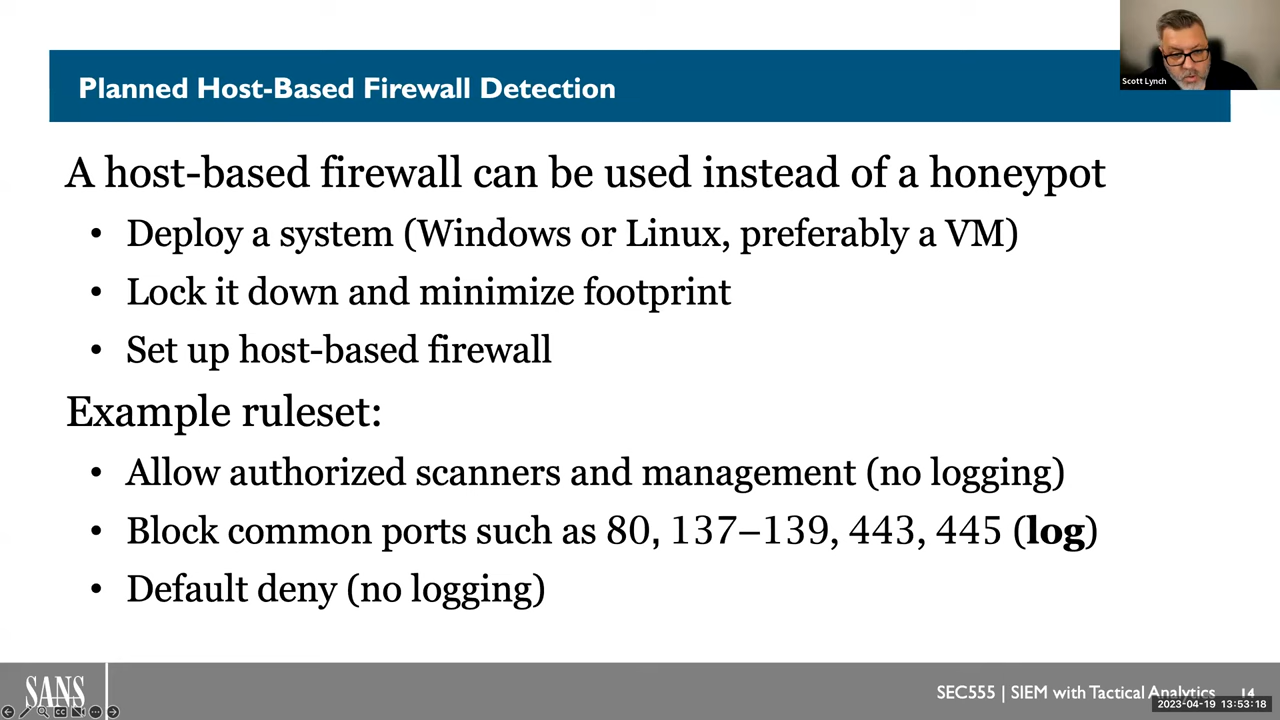 Scott Lynch
Planned Host-Based Firewall Detection
A host-based firewall can be used instead of a honeypot
• Deploy a system (Windows or Linux, preferably a VM)
• Lock it down and minimize footprint
• Set up host-based firewall
Example ruleset:
• Allow authorized scanners and management (no logging)
• Block common ports such as 80, 137–139, 443, 445 (log)
• Default deny (no logging)
SANS
SEC555 | SIEM with Tactical Analytics 14
2023-04-19 13:53:18